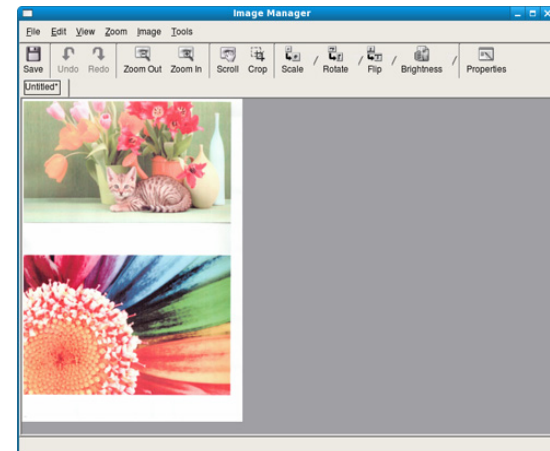 Image Manager
File Edit View Zoom Image Tools
Save Undo Redo Zoom Out Zoom In Scroll Crop Scale / Rotate / Flip / Brightness / Properties
Untitled*